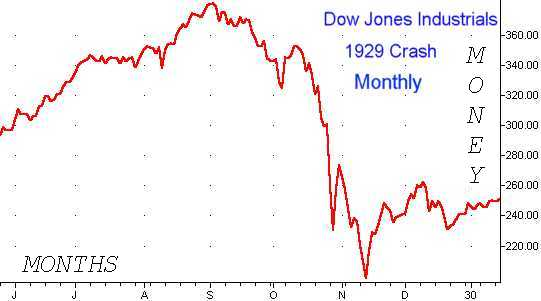 Dow Jones Industrials
1929 Crash
Monthly
MONEY
360.00
340.00
320.00
300.00
280.00
260.00
240.00
220.00
MONTHS
J J A S O N D 30